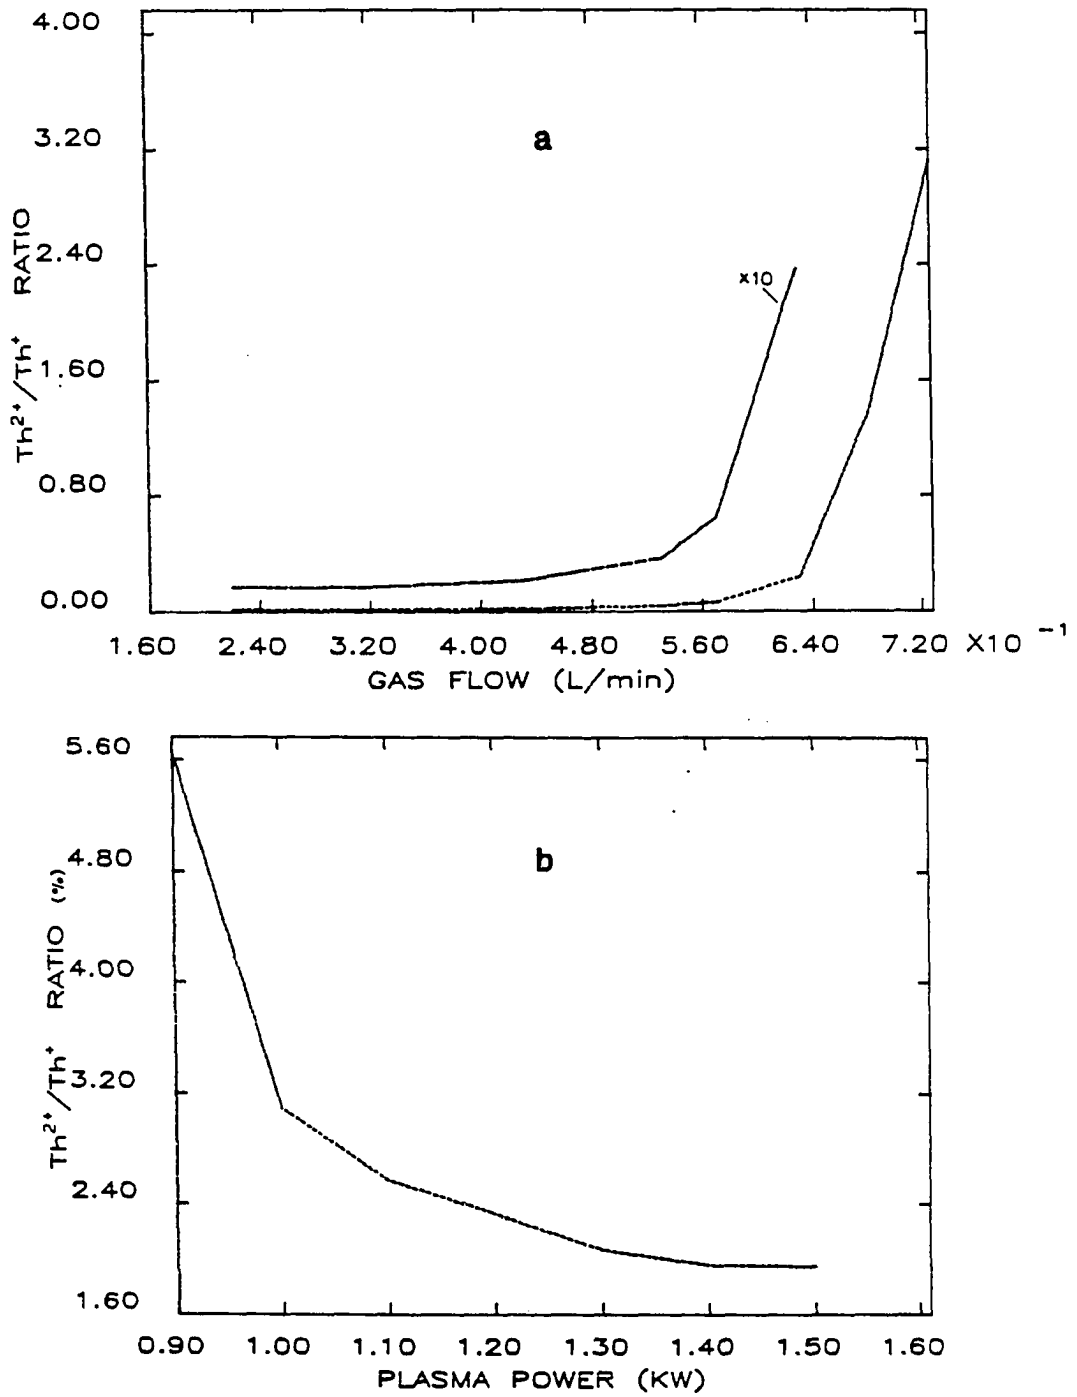 4.00
3.20
2.40
1.60
0.80
0.00
Th²⁺/Th⁺ RATIO
a
x10
1.60 2.40 3.20 4.00 4.80 5.60 6.40 7.20 X10 ⁻¹
GAS FLOW (L/min)
5.60
4.80
4.00
3.20
2.40
1.60
Th²⁺/Th⁺ RATIO (%)
b
0.90 1.00 1.10 1.20 1.30 1.40 1.50 1.60
PLASMA POWER (KW)